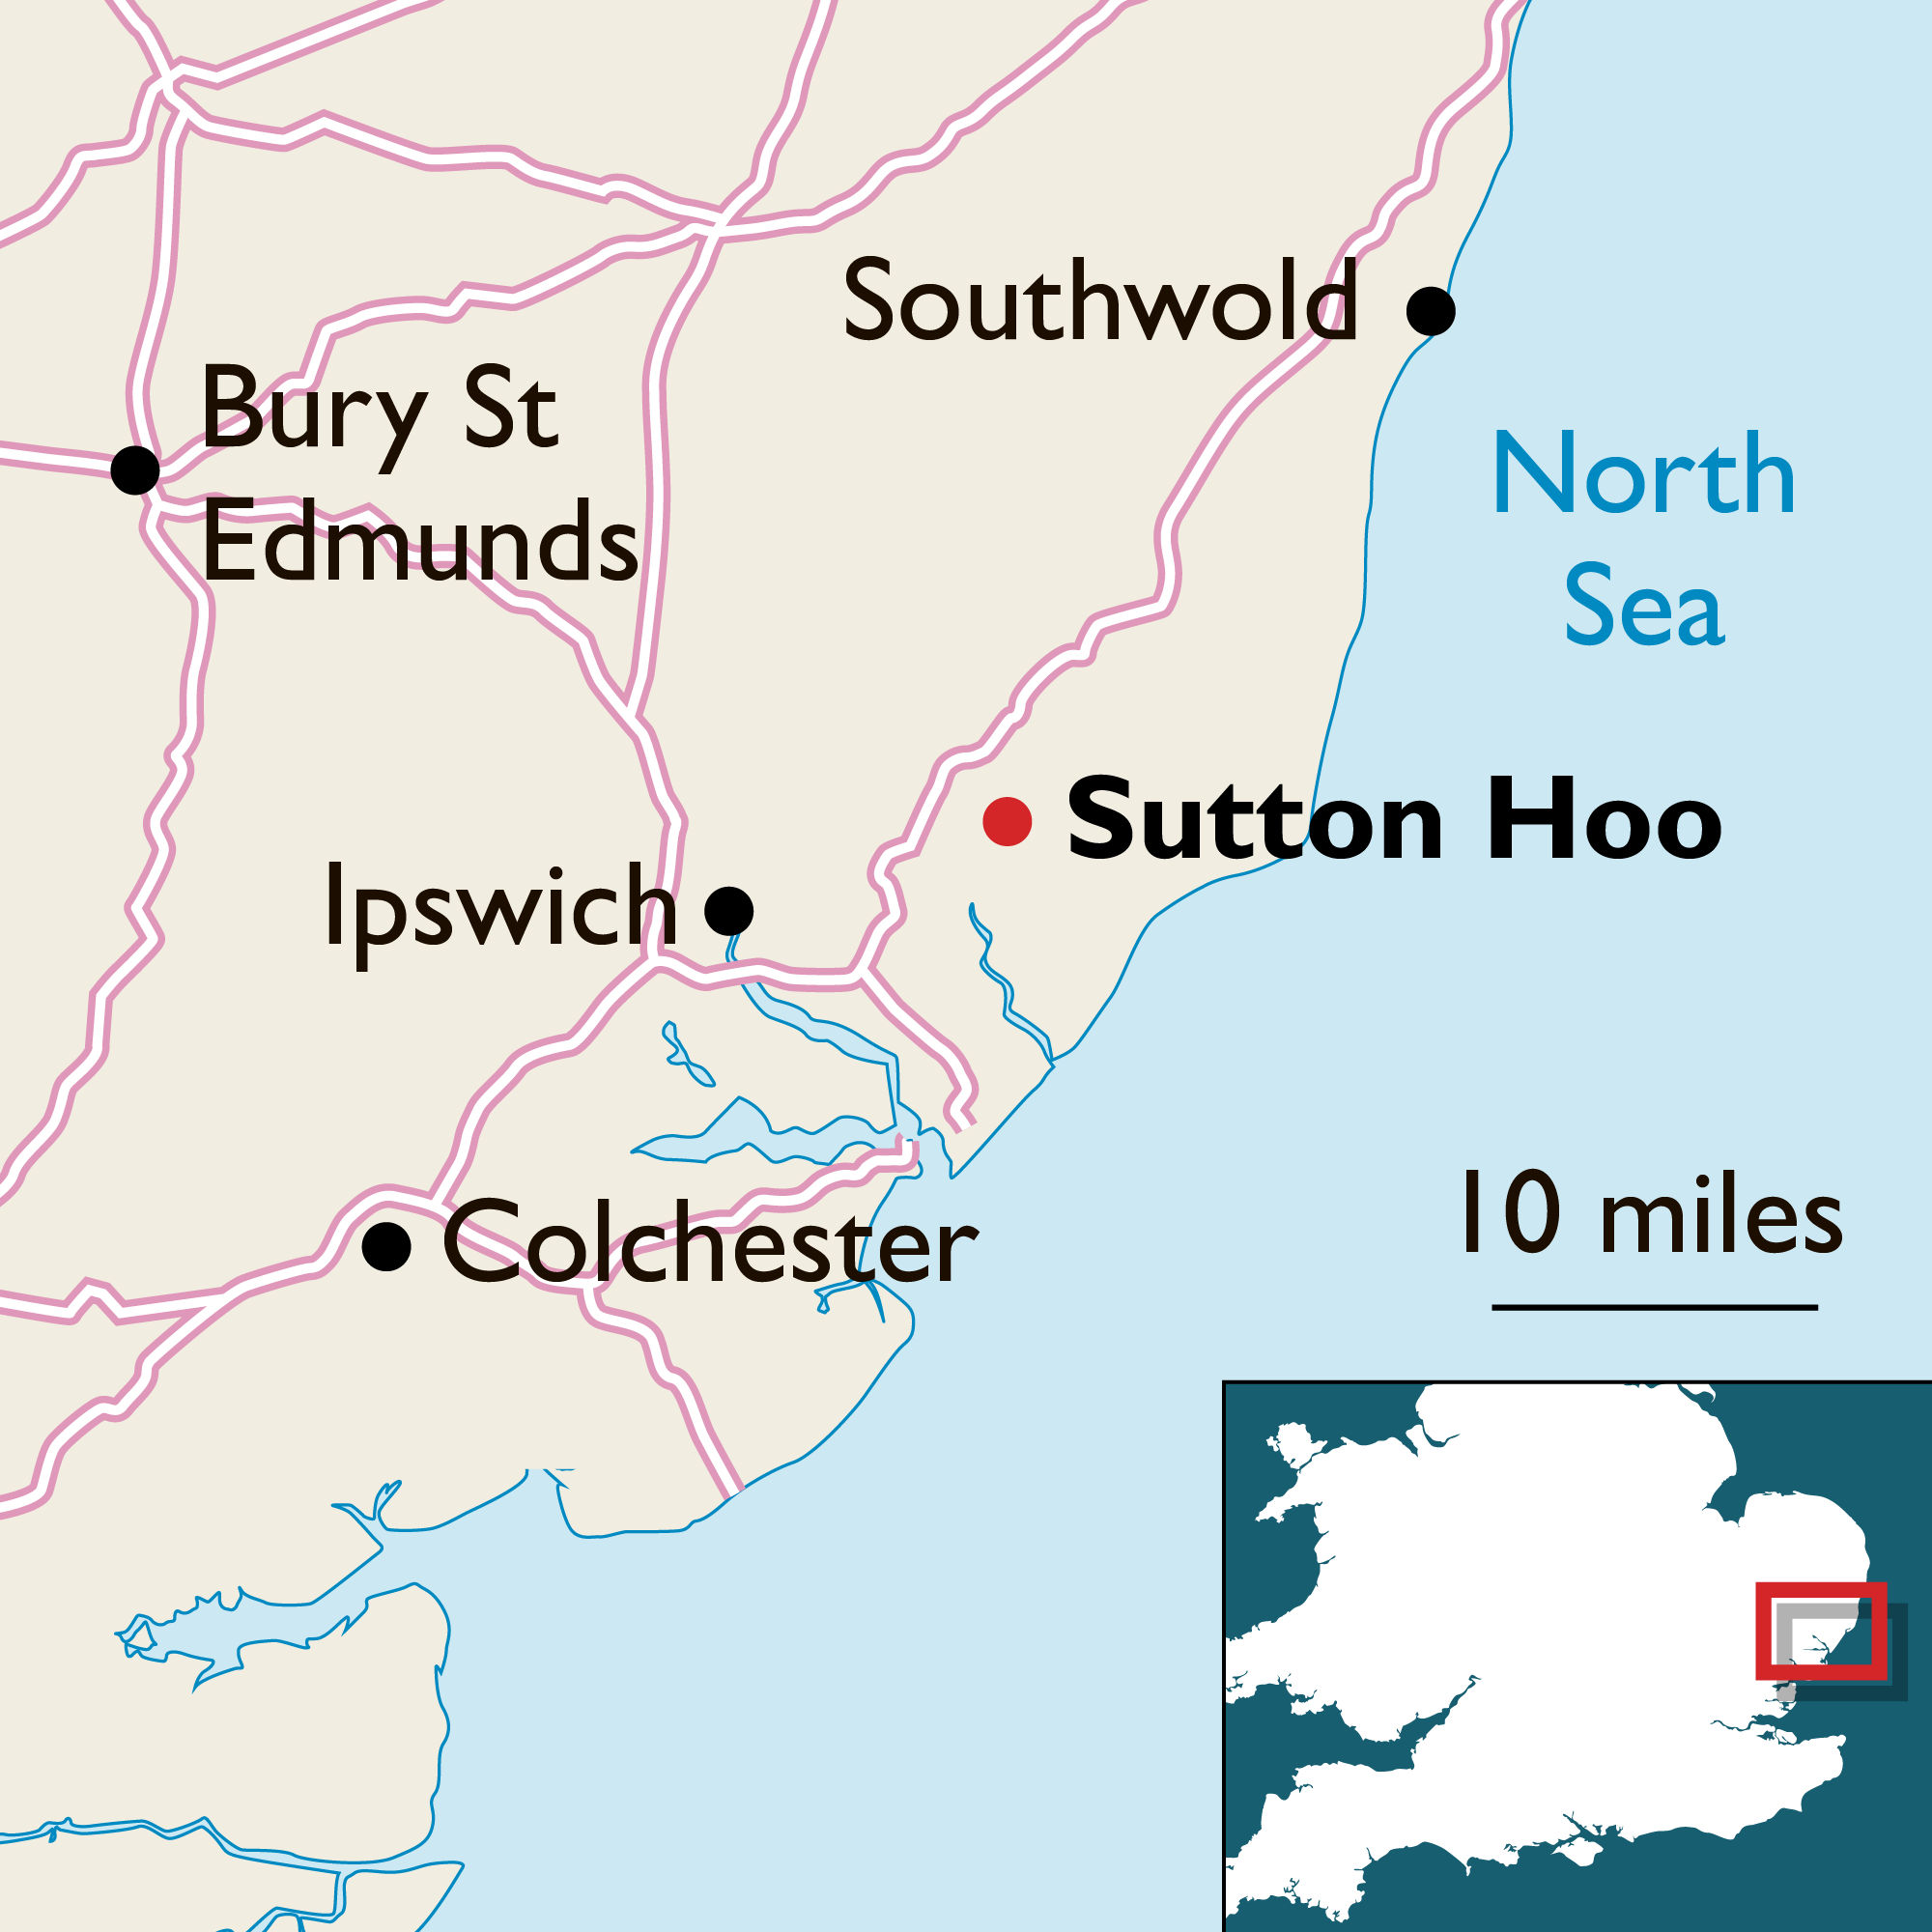 Southwold
Bury St
Edmunds
North
Sea
Sutton Hoo
Ipswich
10 miles
Colchester